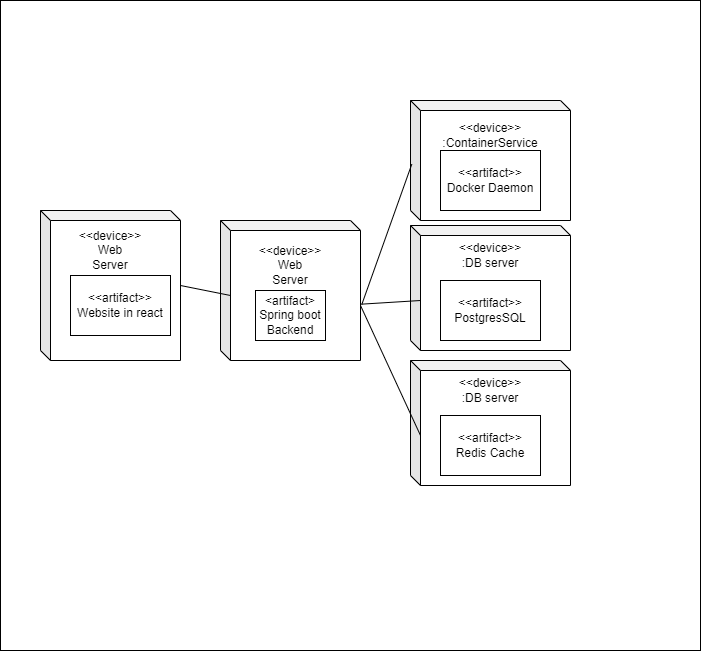 <<device>>
Web
Server
<<artifact>>
Website in react
<<device>>
Web
Server
<artifact>
Spring boot
Backend
<<device>>
:ContainerService
<<artifact>>
Docker Daemon
<<device>>
:DB server
<<artifact>>
PostgresSQL
<<device>>
:DB server
<<artifact>>
Redis Cache